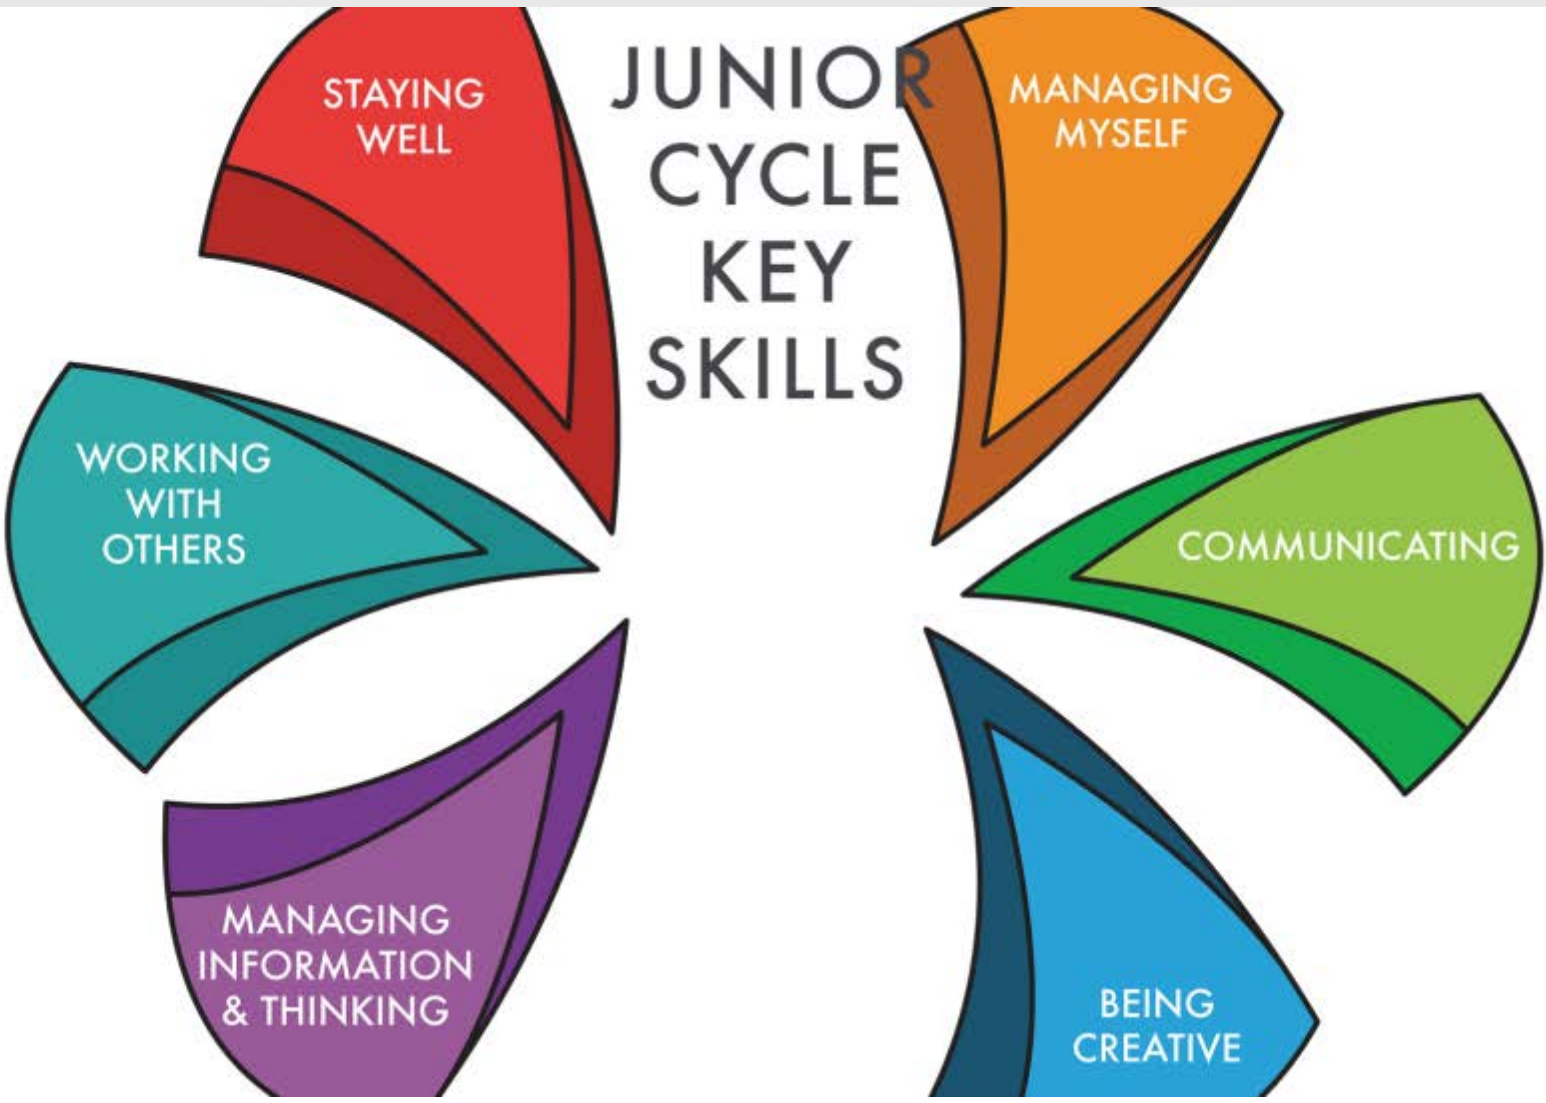 JUNIOR
CYCLE
KEY
SKILLS
STAYING
WELL
MANAGING
MYSELF
WORKING
WITH
OTHERS
COMMUNICATING
MANAGING
INFORMATION
& THINKING
BEING
CREATIVE